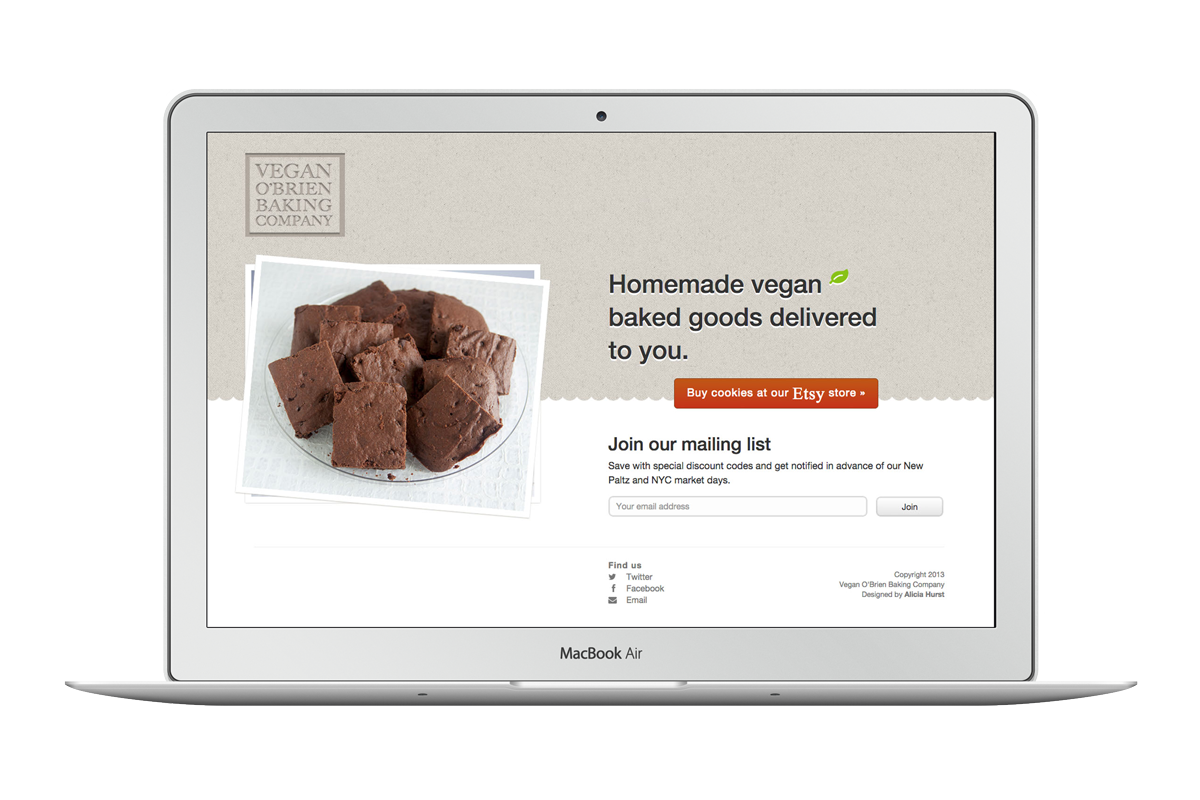 VEGAN
O'BRIEN
BAKING
COMPANY
Homemade vegan
baked goods delivered
to you.
Buy cookies at our Etsy store »
Join our mailing list
Save with special discount codes and get notified in advance of our New
Paltz and NYC market days.
Your email address
Join
Find us
Twitter
Facebook
Email
Copyright 2013
Vegan O'Brien Baking Company
Designed by Alicia Hurst
MacBook Air